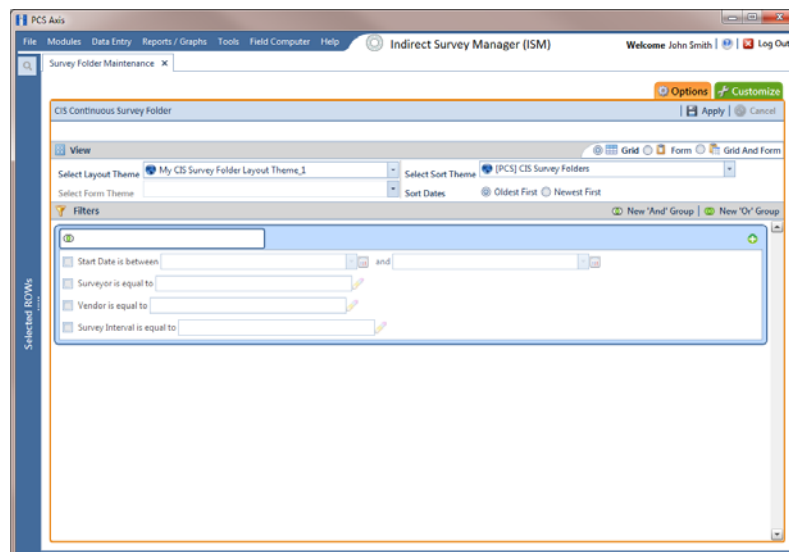 PCS Axis
File Modules Data Entry Reports / Graphs Tools Field Computer Help Indirect Survey Manager (ISM) Welcome John Smith | | Log Out
Survey Folder Maintenance
Options Customize
CIS Continuous Survey Folder | Apply | Cancel
View Grid Form Grid And Form
Select Layout Theme My CIS Survey Folder Layout Theme_1 Select Sort Theme [PCS] CIS Survey Folders
Select Form Theme Sort Dates Oldest First Newest First
Filters New 'And' Group | New 'Or' Group
Start Date is between and
Surveyor is equal to
Vendor is equal to
Survey Interval is equal to
Selected ROWs